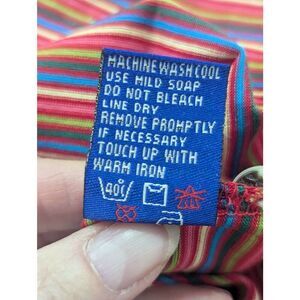 MACHINE WASH COOL
USE MILD SOAP
DO NOT BLEACH
LINE DRY
REMOVE PROMPTLY
IF NECESSARY
TOUCH UP WITH
WARM IRON
40C